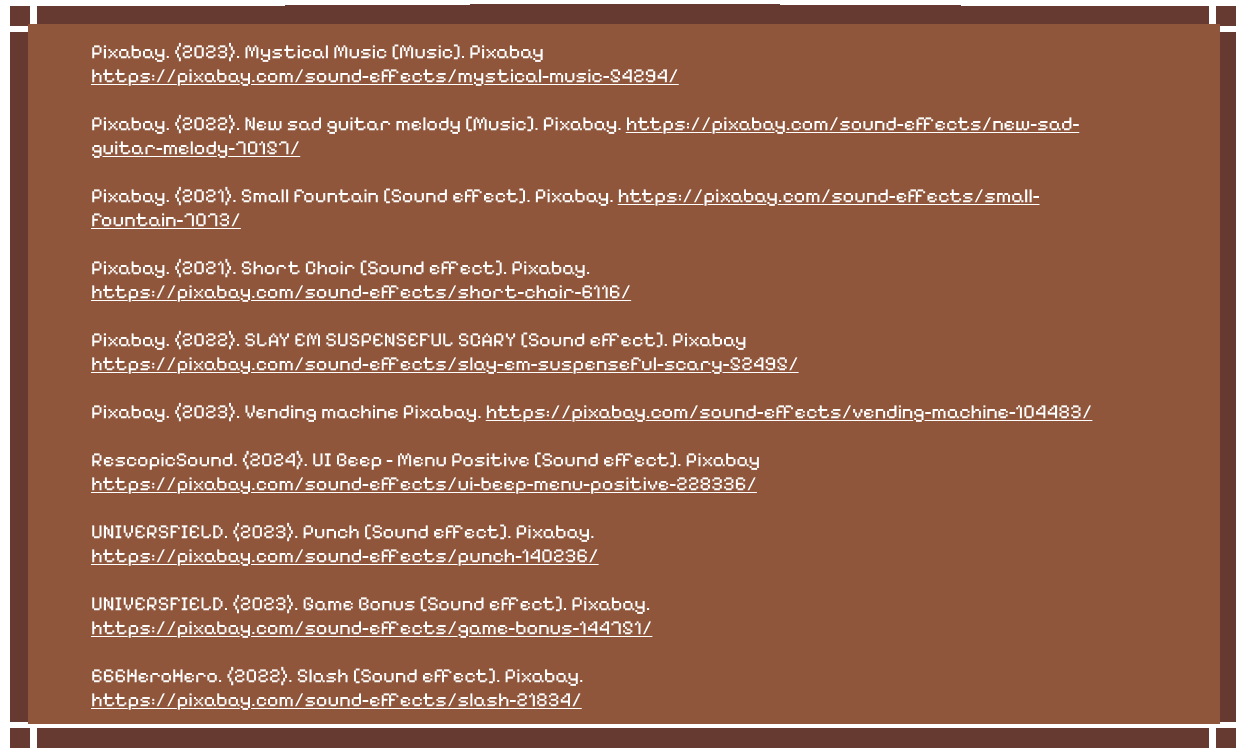 Pixabay. (2023). Mystical Music (Music). Pixabay
https://pixabay.com/sound-effects/mystical-music-54294/
Pixabay. (2022). New sad guitar melody (Music). Pixabay. https://pixabay.com/sound-effects/new-sad-
guitar-melody-70157/
Pixabay. (2021). Small fountain (Sound effect). Pixabay. https://pixabay.com/sound-effects/small-
fountain-7073/
Pixabay. (2021). Short Choir (Sound effect). Pixabay.
https://pixabay.com/sound-effects/short-choir-6116/
Pixabay. (2022). SLAY EM SUSPENSEFUL SCARY (Sound effect). Pixabay
https://pixabay.com/sound-effects/slay-em-suspenseful-scary-52495/
Pixabay. (2023). Vending machine Pixabay. https://pixabay.com/sound-effects/vending-machine-104483/
RescopicSound. (2024). UI Beep - Menu Positive (Sound effect). Pixabay
https://pixabay.com/sound-effects/ui-beep-menu-positive-228336/
UNIVERSFIELD. (2023). Punch (Sound effect). Pixabay.
https://pixabay.com/sound-effects/punch-140236/
UNIVERSFIELD. (2023). Game Bonus (Sound effect). Pixabay.
https://pixabay.com/sound-effects/game-bonus-144751/
666HeroHero. (2022). Slash (Sound effect). Pixabay.
https://pixabay.com/sound-effects/slash-21834/